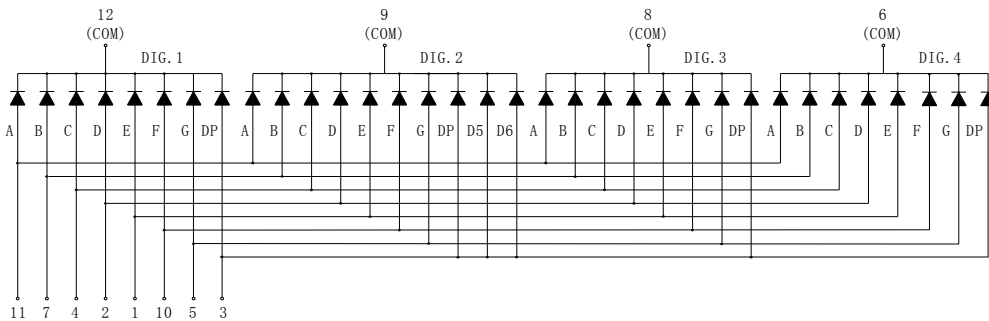 12 9 8 6
(COM) (COM) (COM) (COM)
DIG.1 DIG.2 DIG.3 DIG.4
A B C D E F G DP A B C D E F G DP D5 D6 A B C D E F G DP A B C D E F G DP
11 7 4 2 1 10 5 3